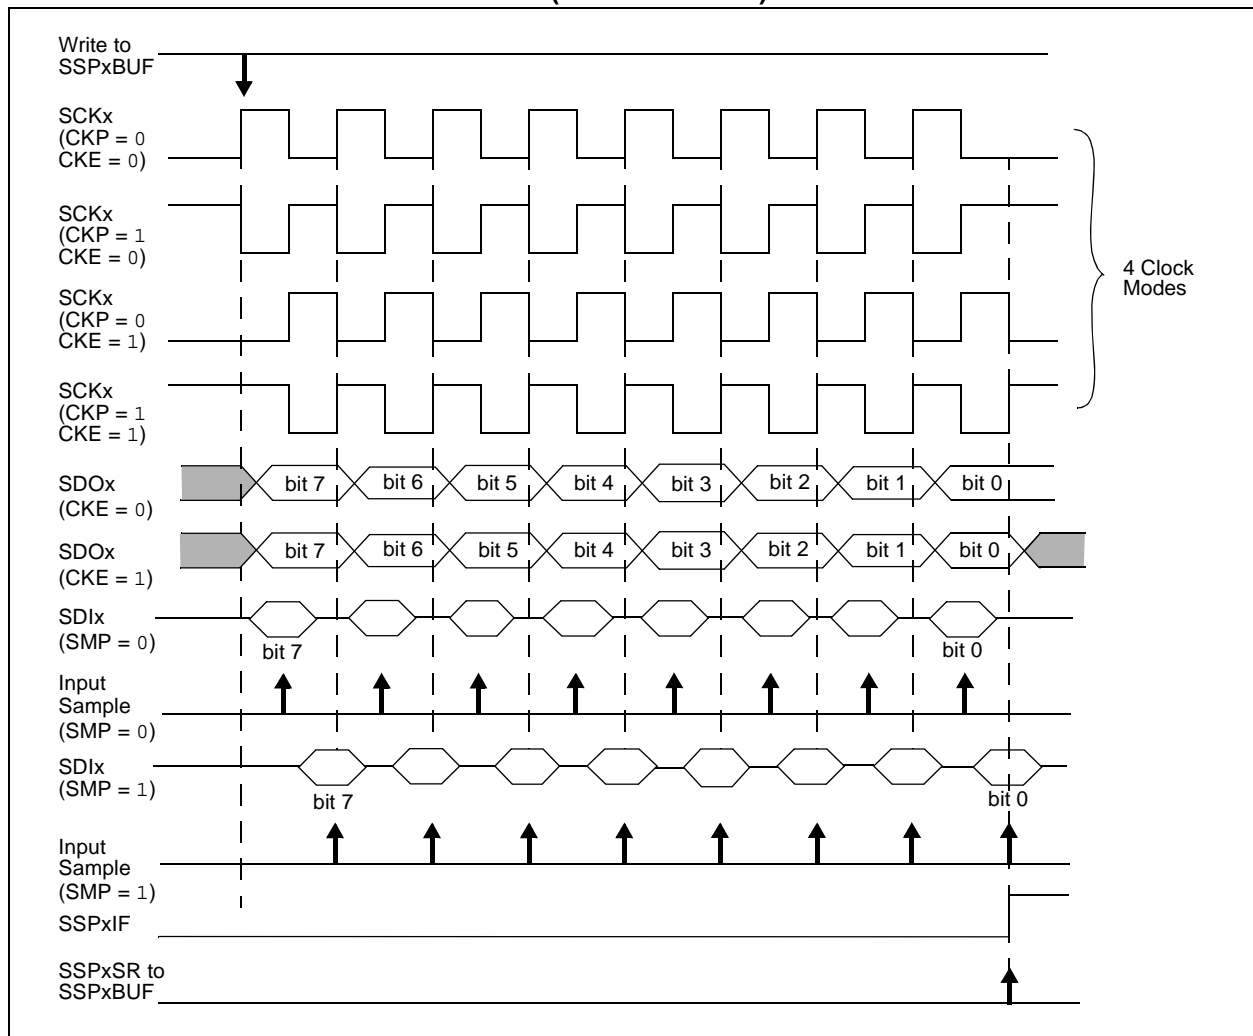 Write to
SSPxBUF
SCKx
(CKP = 0
CKE = 0)
SCKx
(CKP = 1
CKE = 0)
SCKx
(CKP = 0
CKE = 1)
SCKx
(CKP = 1
CKE = 1)
4 Clock
Modes
SDOx
(CKE = 0)
bit 7 bit 6 bit 5 bit 4 bit 3 bit 2 bit 1 bit 0
SDOx
(CKE = 1)
bit 7 bit 6 bit 5 bit 4 bit 3 bit 2 bit 1 bit 0
SDIx
(SMP = 0)
bit 7 bit 0
Input
Sample
(SMP = 0)
SDIx
(SMP = 1)
bit 7 bit 0
Input
Sample
(SMP = 1)
SSPxIF
SSPxSR to
SSPxBUF